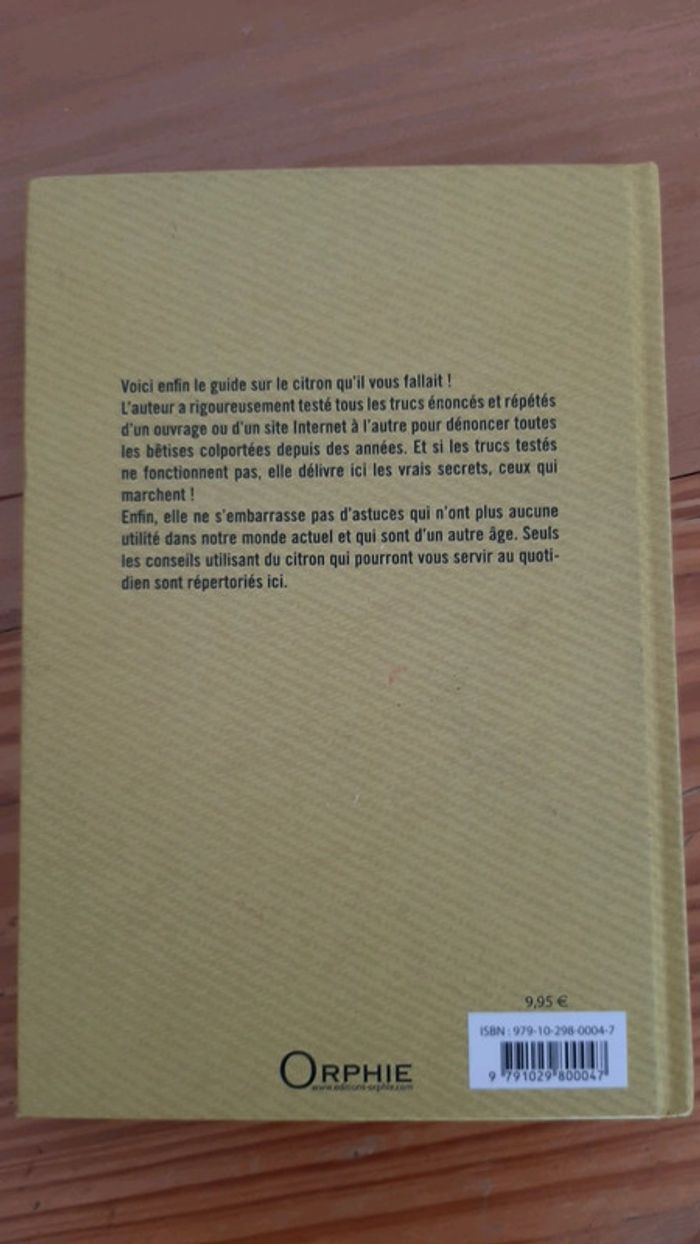 Voici enfin le guide sur le citron qu'il vous fallait !
L'auteur a rigoureusement testé tous les trucs énoncés et répétés
d'un ouvrage ou d'un site Internet à l'autre pour dénoncer toutes
les bêtises colportées depuis des années. Et si les trucs testés
ne fonctionnent pas, elle délivre ici les vrais secrets, ceux qui
marchent !
Enfin, elle ne s'embarrasse pas d'astuces qui n'ont plus aucune
utilité dans notre monde actuel et qui sont d'un autre âge. Seuls
les conseils utilisant du citron qui pourront vous servir au quoti-
dien sont répertoriés ici.
9,95 €
ISBN : 979-10-298-0004-7
9 791029 800047
ORPHIE
www.editions-orphie.com